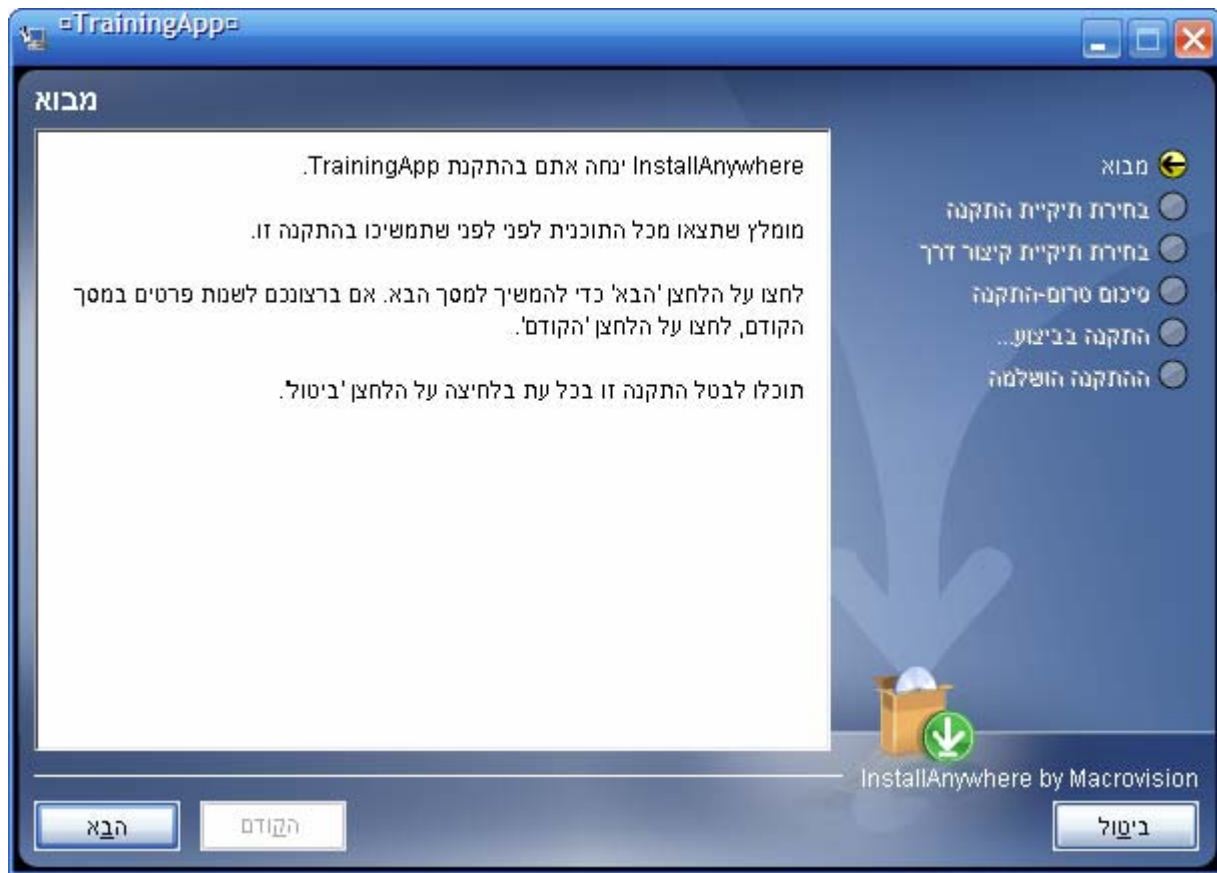 TrainingApp
מבוא
InstallAnywhere ינחה אתכם בהתקנת TrainingApp.
מומלץ שתצאו מכל התוכנית לפני לפני שתמשיכו בהתקנה זו.
לחצו על הלחצן 'הבא' כדי להמשיך למסך הבא. אם ברצונכם לשנות פרטים במסך
הקודם, לחצו על הלחצן 'הקודם'.
תוכלו לבטל התקנה זו בכל עת בלחיצה על הלחצן 'ביטול'.
מבוא
בחירת תיקיית התקנה
בחירת תיקיית קיצור דרך
סיכום טרום-התקנה
התקנה בביצוע...
ההתקנה הושלמה
InstallAnywhere by Macrovision
ביטול
הקודם
הבא